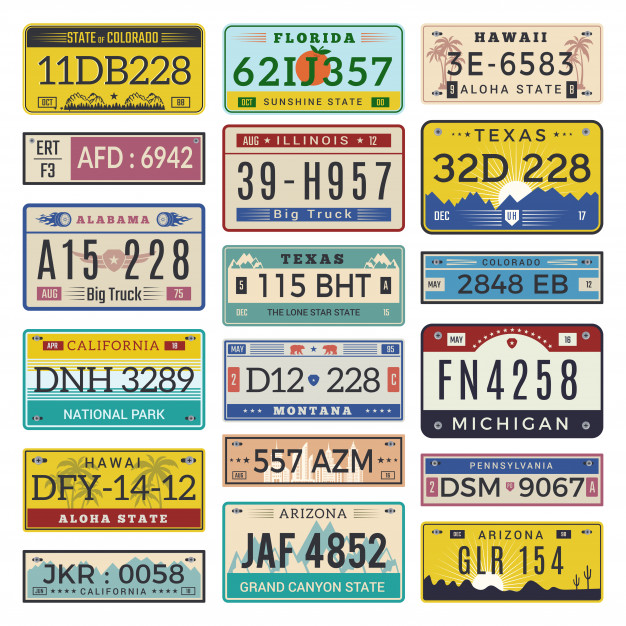 STATE OF COLORADO
11DB228
OCT 88
ERT
F3
AFD : 6942
ALABAMA
A15 228
AUG Big Truck 75
APR CALIFORNIA 18
DNH 3289
NATIONAL PARK
HAWAI
DFY-14-12
ALOHA STATE
JKR : 0058
JUN CALIFORNIA
FLORIDA
62IJ357
OCT SUNSHINE STATE 00
AUG ILLINOIS 12
39-H957
Big Truck
TEXAS
5 115 BHT A
DEC THE LONE STAR STATE 15
MAY 95
2 D12 228 C
MONTANA
557 AZM
AUG
ARIZONA
JAF 4852
GRAND CANYON STATE
HAWAII
3E-6583
9 ALOHA STATE B
TEXAS
32D 228
DEC UH 17
COLORADO
MAY 2848 EB 12
MAY 16
FN4258
MICHIGAN
PENNSYLVANIA
2 DSM 9067 A
DEC ARIZONA
GLR 154